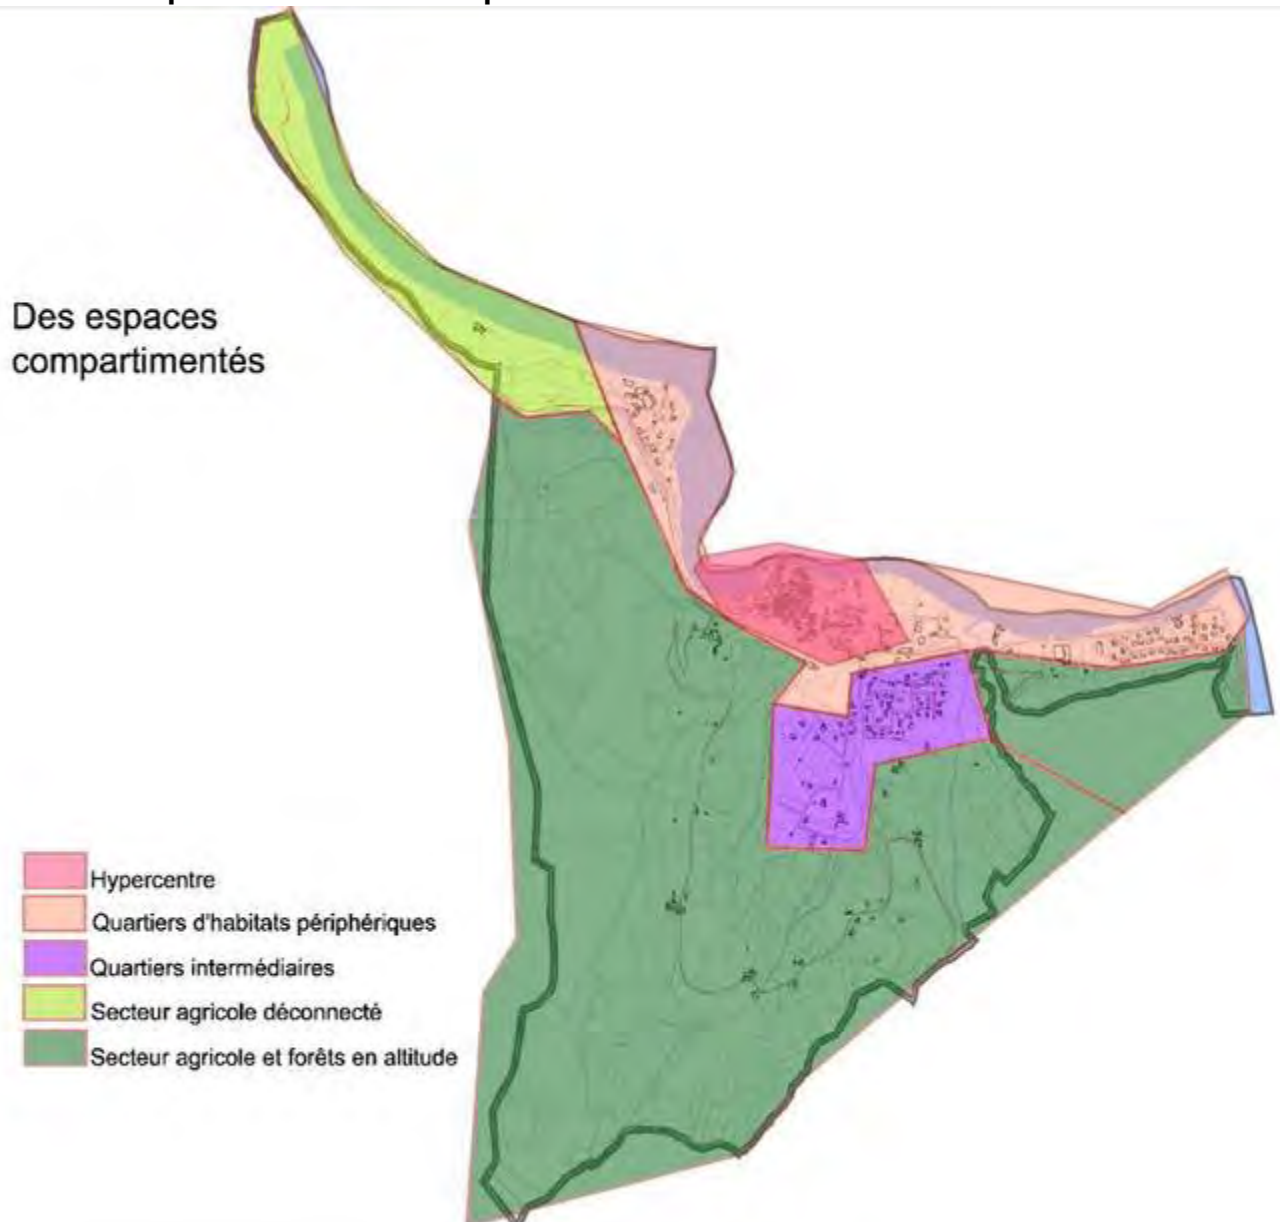 Des espaces
compartimentés
Hypercentre
Quartiers d'habitats périphériques
Quartiers intermédiaires
Secteur agricole déconnecté
Secteur agricole et forêts en altitude